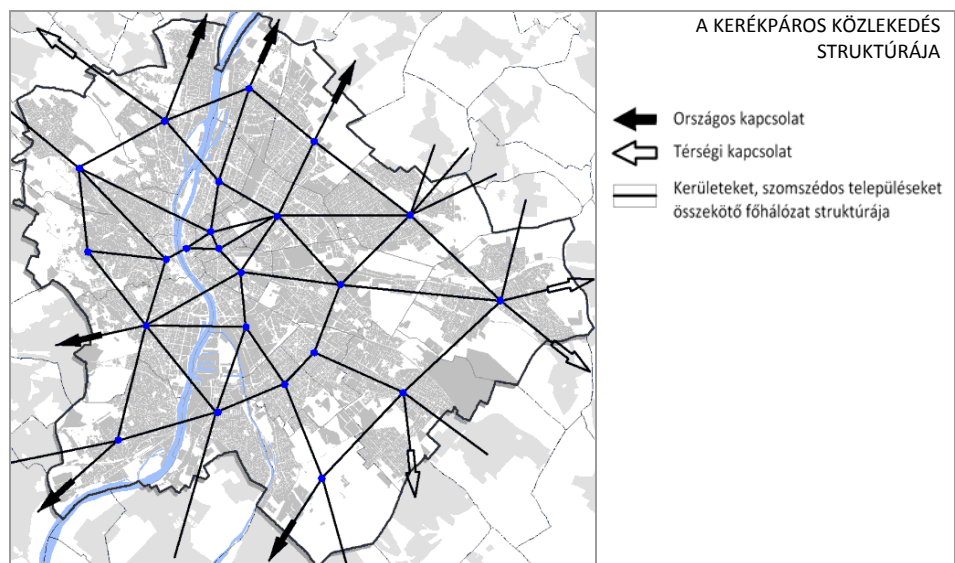 A KERÉKPÁROS KÖZLEKEDÉS
STRUKTÚRÁJA
Országos kapcsolat
Térségi kapcsolat
Kerületeket, szomszédos településeket
összekötő főhálózat struktúrája